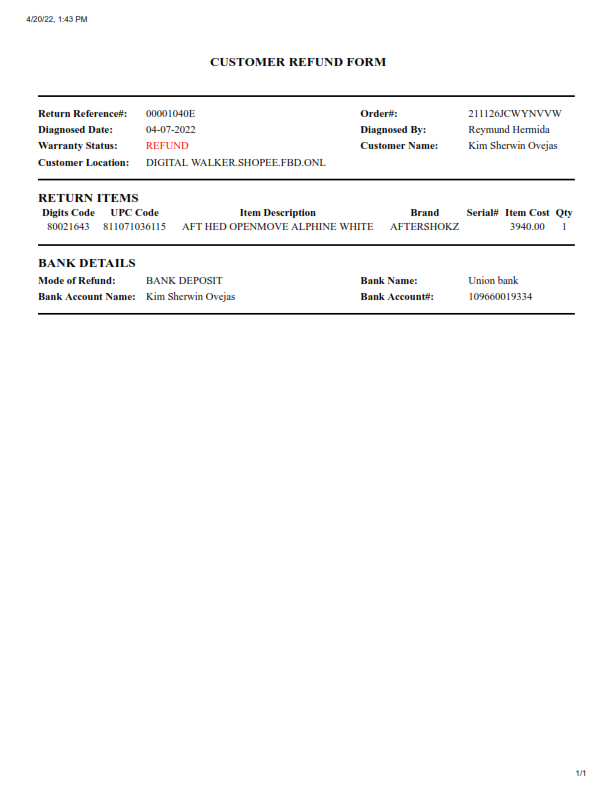 4/20/22, 1:43 PM
CUSTOMER REFUND FORM
Return Reference#: 00001040E Order#: 211126JCWYNVVW
Diagnosed Date: 04-07-2022 Diagnosed By: Reymund Hermida
Warranty Status: REFUND Customer Name: Kim Sherwin Ovejas
Customer Location: DIGITAL WALKER.SHOPEE.FBD.ONL
RETURN ITEMS
Digits Code UPC Code Item Description Brand Serial# Item Cost Qty
80021643 811071036115 AFT HED OPENMOVE ALPHINE WHITE AFTERSHOKZ 3940.00 1
BANK DETAILS
Mode of Refund: BANK DEPOSIT Bank Name: Union bank
Bank Account Name: Kim Sherwin Ovejas Bank Account#: 109660019334
1/1